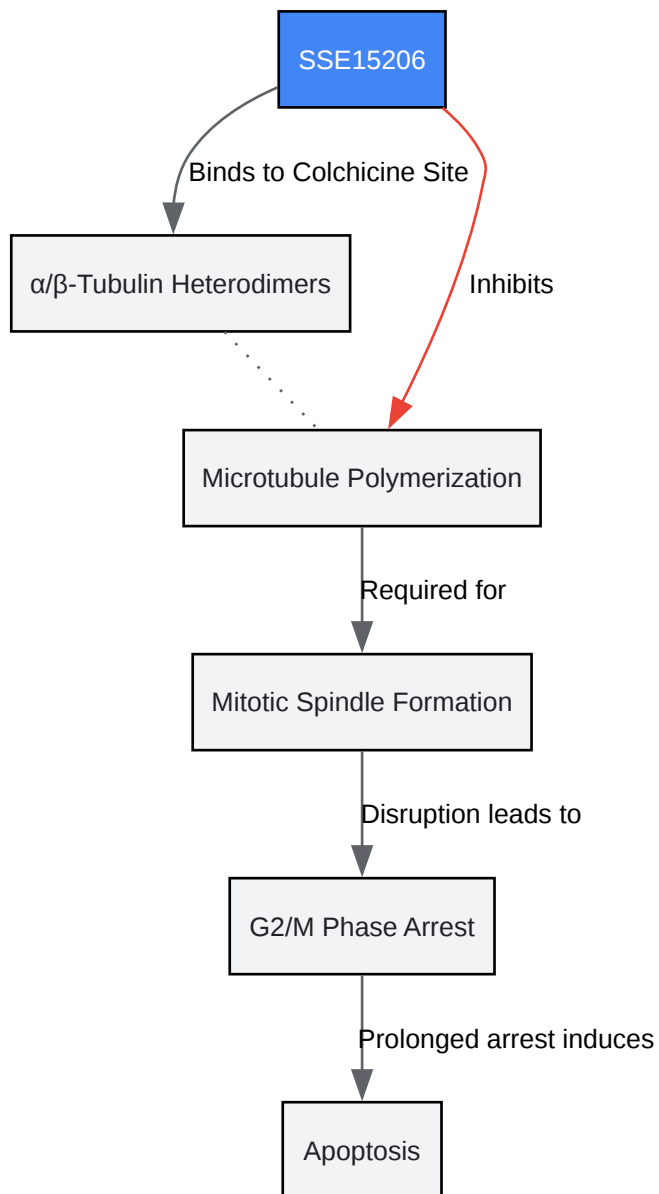 SSE15206
Binds to Colchicine Site
α/β-Tubulin Heterodimers
Inhibits
Microtubule Polymerization
Required for
Mitotic Spindle Formation
Disruption leads to
G2/M Phase Arrest
Prolonged arrest induces
Apoptosis